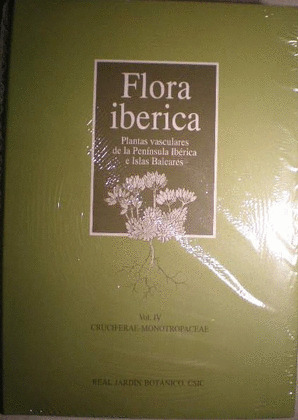 Flora
iberica
Plantas vasculares
de la Península Ibérica
e Islas Baleares
Vol. IV
CRUCIFERAE-MONOTROPACEAE
REAL JARDÍN BOTÁNICO, CSIC